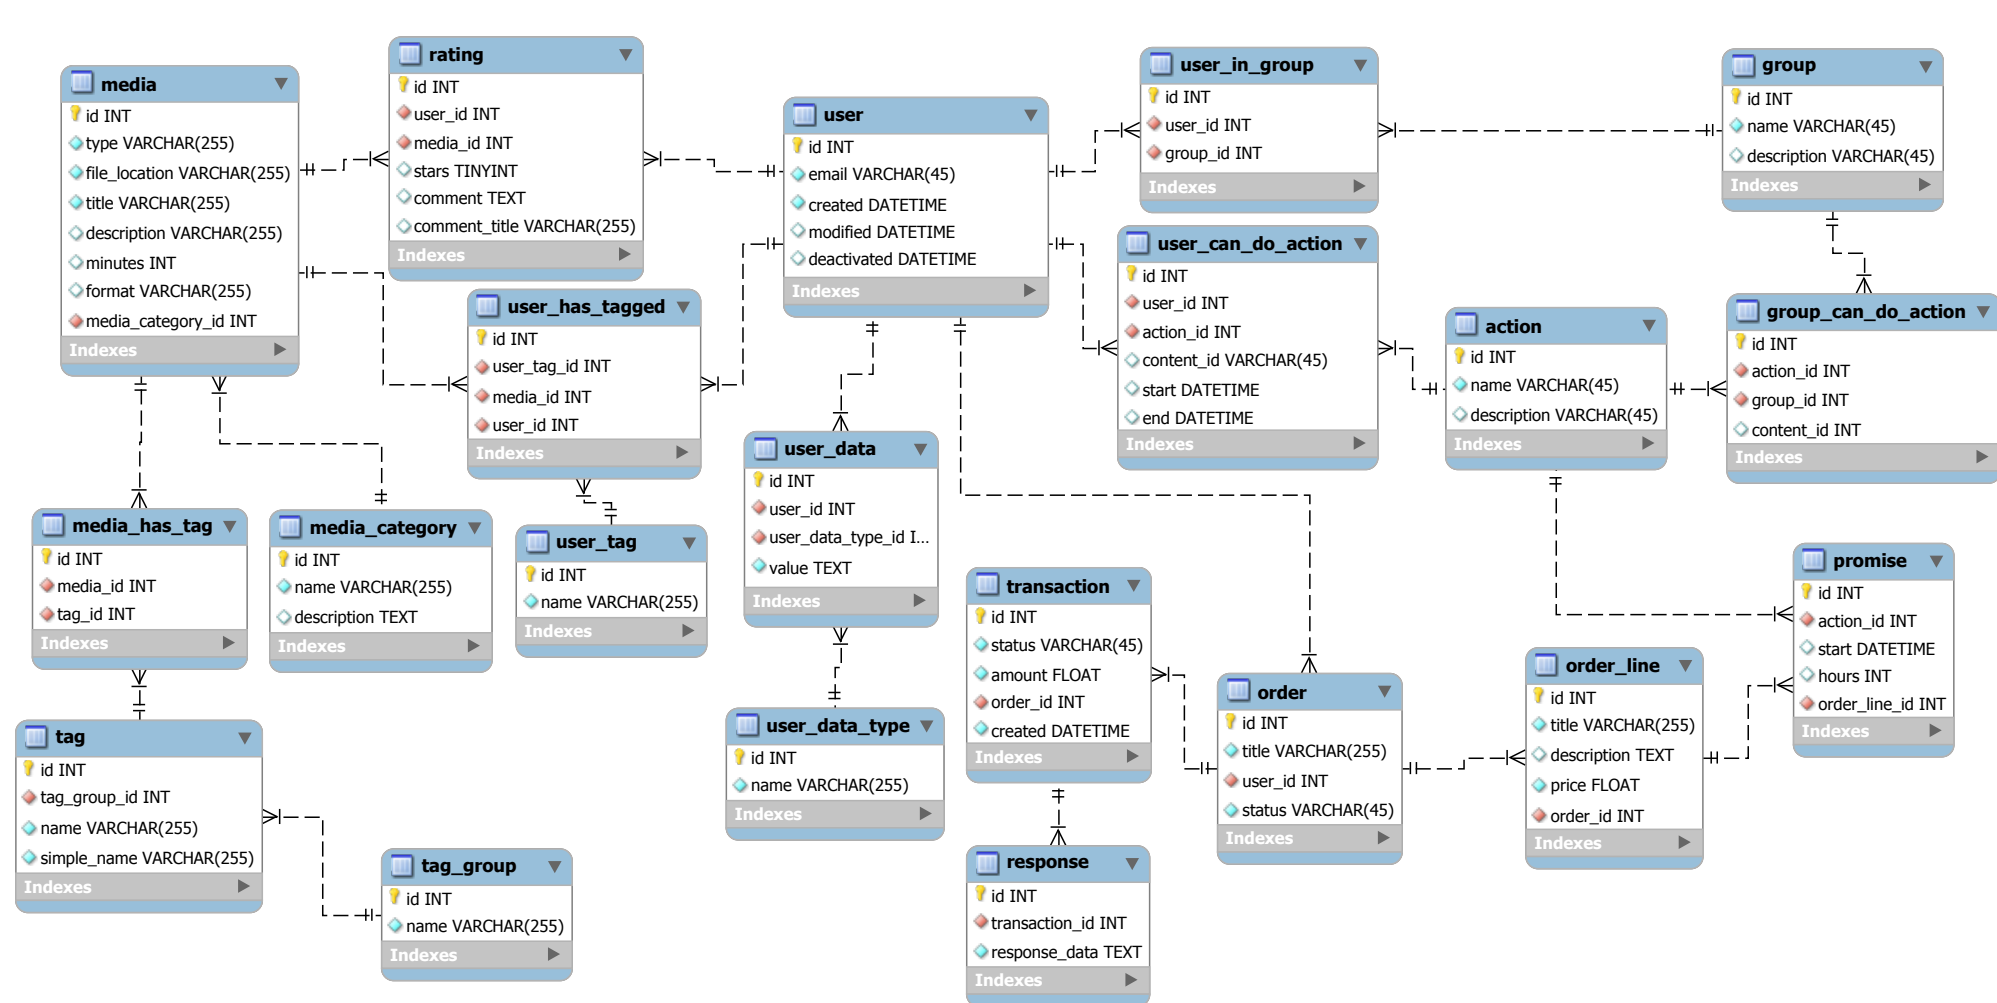 media
id INT
type VARCHAR(255)
file_location VARCHAR(255)
title VARCHAR(255)
description VARCHAR(255)
minutes INT
format VARCHAR(255)
media_category_id INT
Indexes
rating
id INT
user_id INT
media_id INT
stars TINYINT
comment TEXT
comment_title VARCHAR(255)
Indexes
user
id INT
email VARCHAR(45)
created DATETIME
modified DATETIME
deactivated DATETIME
Indexes
user_in_group
id INT
user_id INT
group_id INT
Indexes
group
id INT
name VARCHAR(45)
description VARCHAR(45)
Indexes
user_has_tagged
id INT
user_tag_id INT
media_id INT
user_id INT
Indexes
user_can_do_action
id INT
user_id INT
action_id INT
content_id VARCHAR(45)
start DATETIME
end DATETIME
Indexes
action
id INT
name VARCHAR(45)
description VARCHAR(45)
Indexes
group_can_do_action
id INT
action_id INT
group_id INT
content_id INT
Indexes
media_has_tag
id INT
media_id INT
tag_id INT
Indexes
media_category
id INT
name VARCHAR(255)
description TEXT
Indexes
user_tag
id INT
name VARCHAR(255)
Indexes
user_data
id INT
user_id INT
user_data_type_id I...
value TEXT
Indexes
transaction
id INT
status VARCHAR(45)
amount FLOAT
order_id INT
created DATETIME
Indexes
promise
id INT
action_id INT
start DATETIME
hours INT
order_line_id INT
Indexes
order
id INT
title VARCHAR(255)
user_id INT
status VARCHAR(45)
Indexes
order_line
id INT
title VARCHAR(255)
description TEXT
price FLOAT
order_id INT
Indexes
tag
id INT
tag_group_id INT
name VARCHAR(255)
simple_name VARCHAR(255)
Indexes
user_data_type
id INT
name VARCHAR(255)
Indexes
tag_group
id INT
name VARCHAR(255)
Indexes
response
id INT
transaction_id INT
response_data TEXT
Indexes